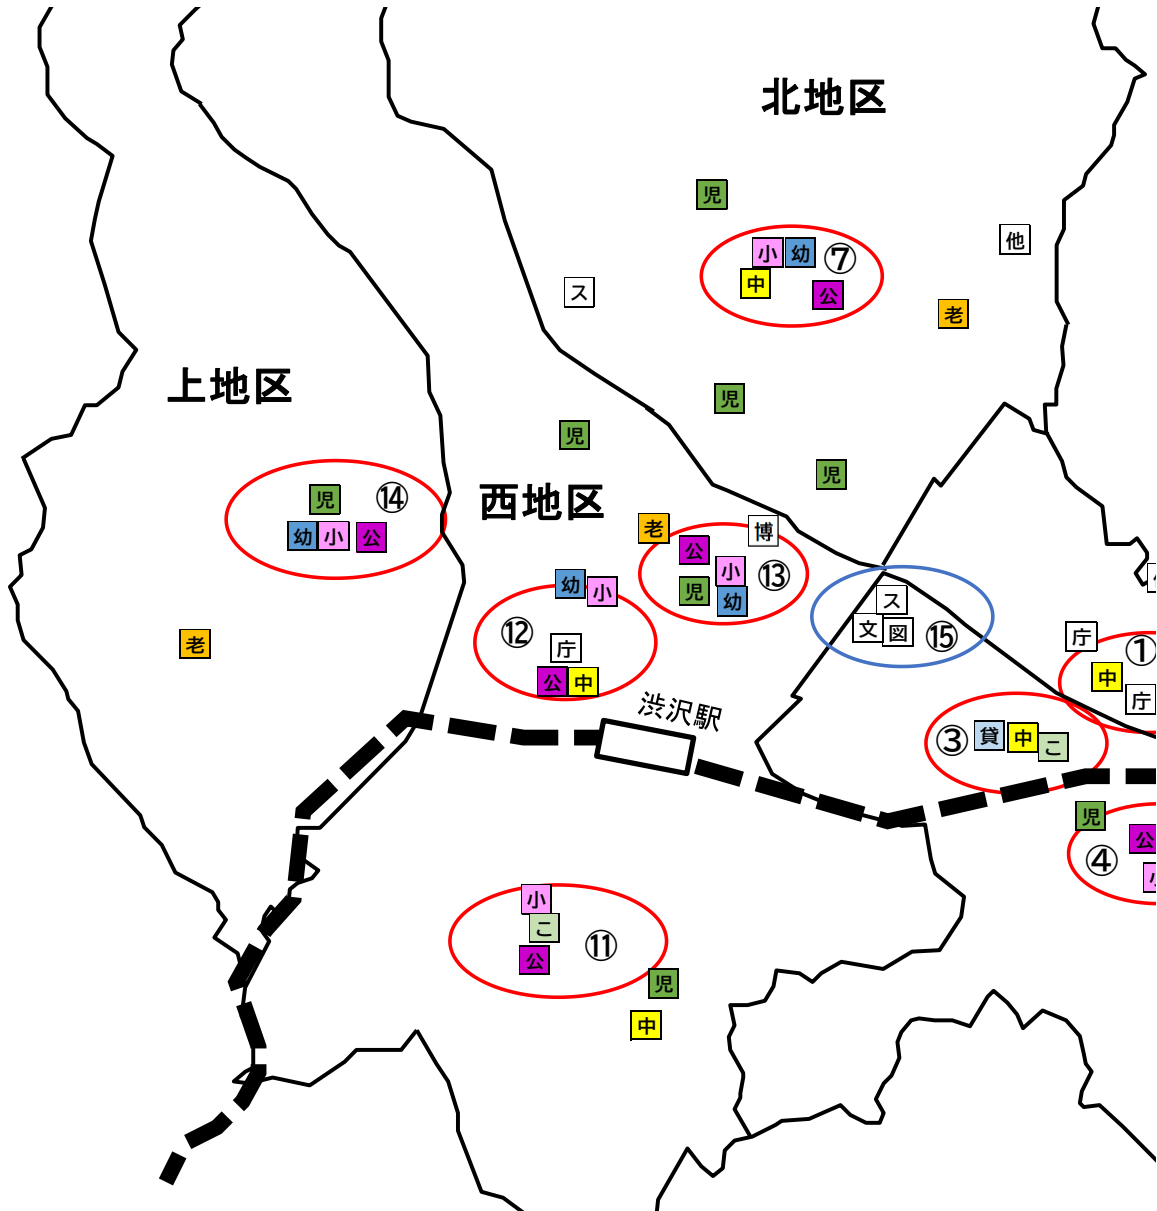 北地区
児
小 幼 ⑦
中
公
他
ス
老
上地区
児
児
西地区
児
児 ⑭
幼 小 公
老 博
公
小 ⑬
児 幼
幼 小
⑫
庁
公 中
老
ス
文 図 ⑮
庁
①
中
庁
渋沢駅
③ 貸 中 こ
児
公
④
小
小
こ
公
⑪
児
中